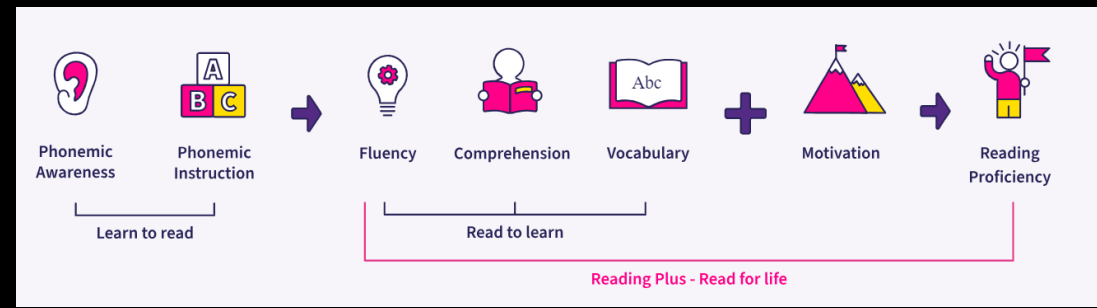 A
B C
Abc
Phonemic
Awareness
Phonemic
Instruction
Fluency
Comprehension
Vocabulary
Motivation
Reading
Proficiency
Learn to read
Read to learn
Reading Plus - Read for life